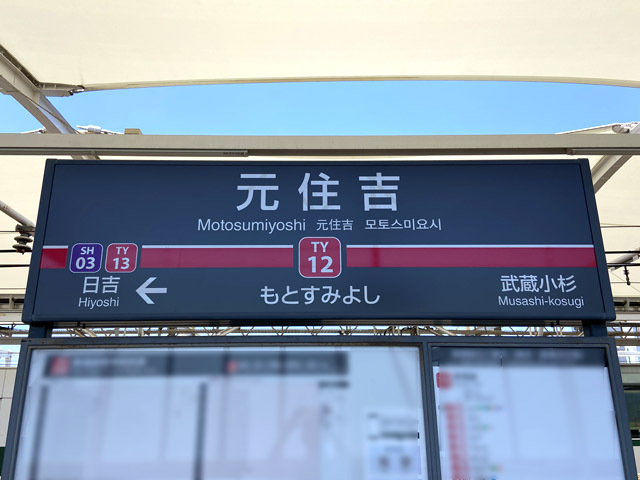 元住吉
Motosumiyoshi 元住吉 모토스미요시
SH 03 TY 13 TY 12
日吉 武蔵小杉
Hiyoshi もとすみよし Musashi-kosugi